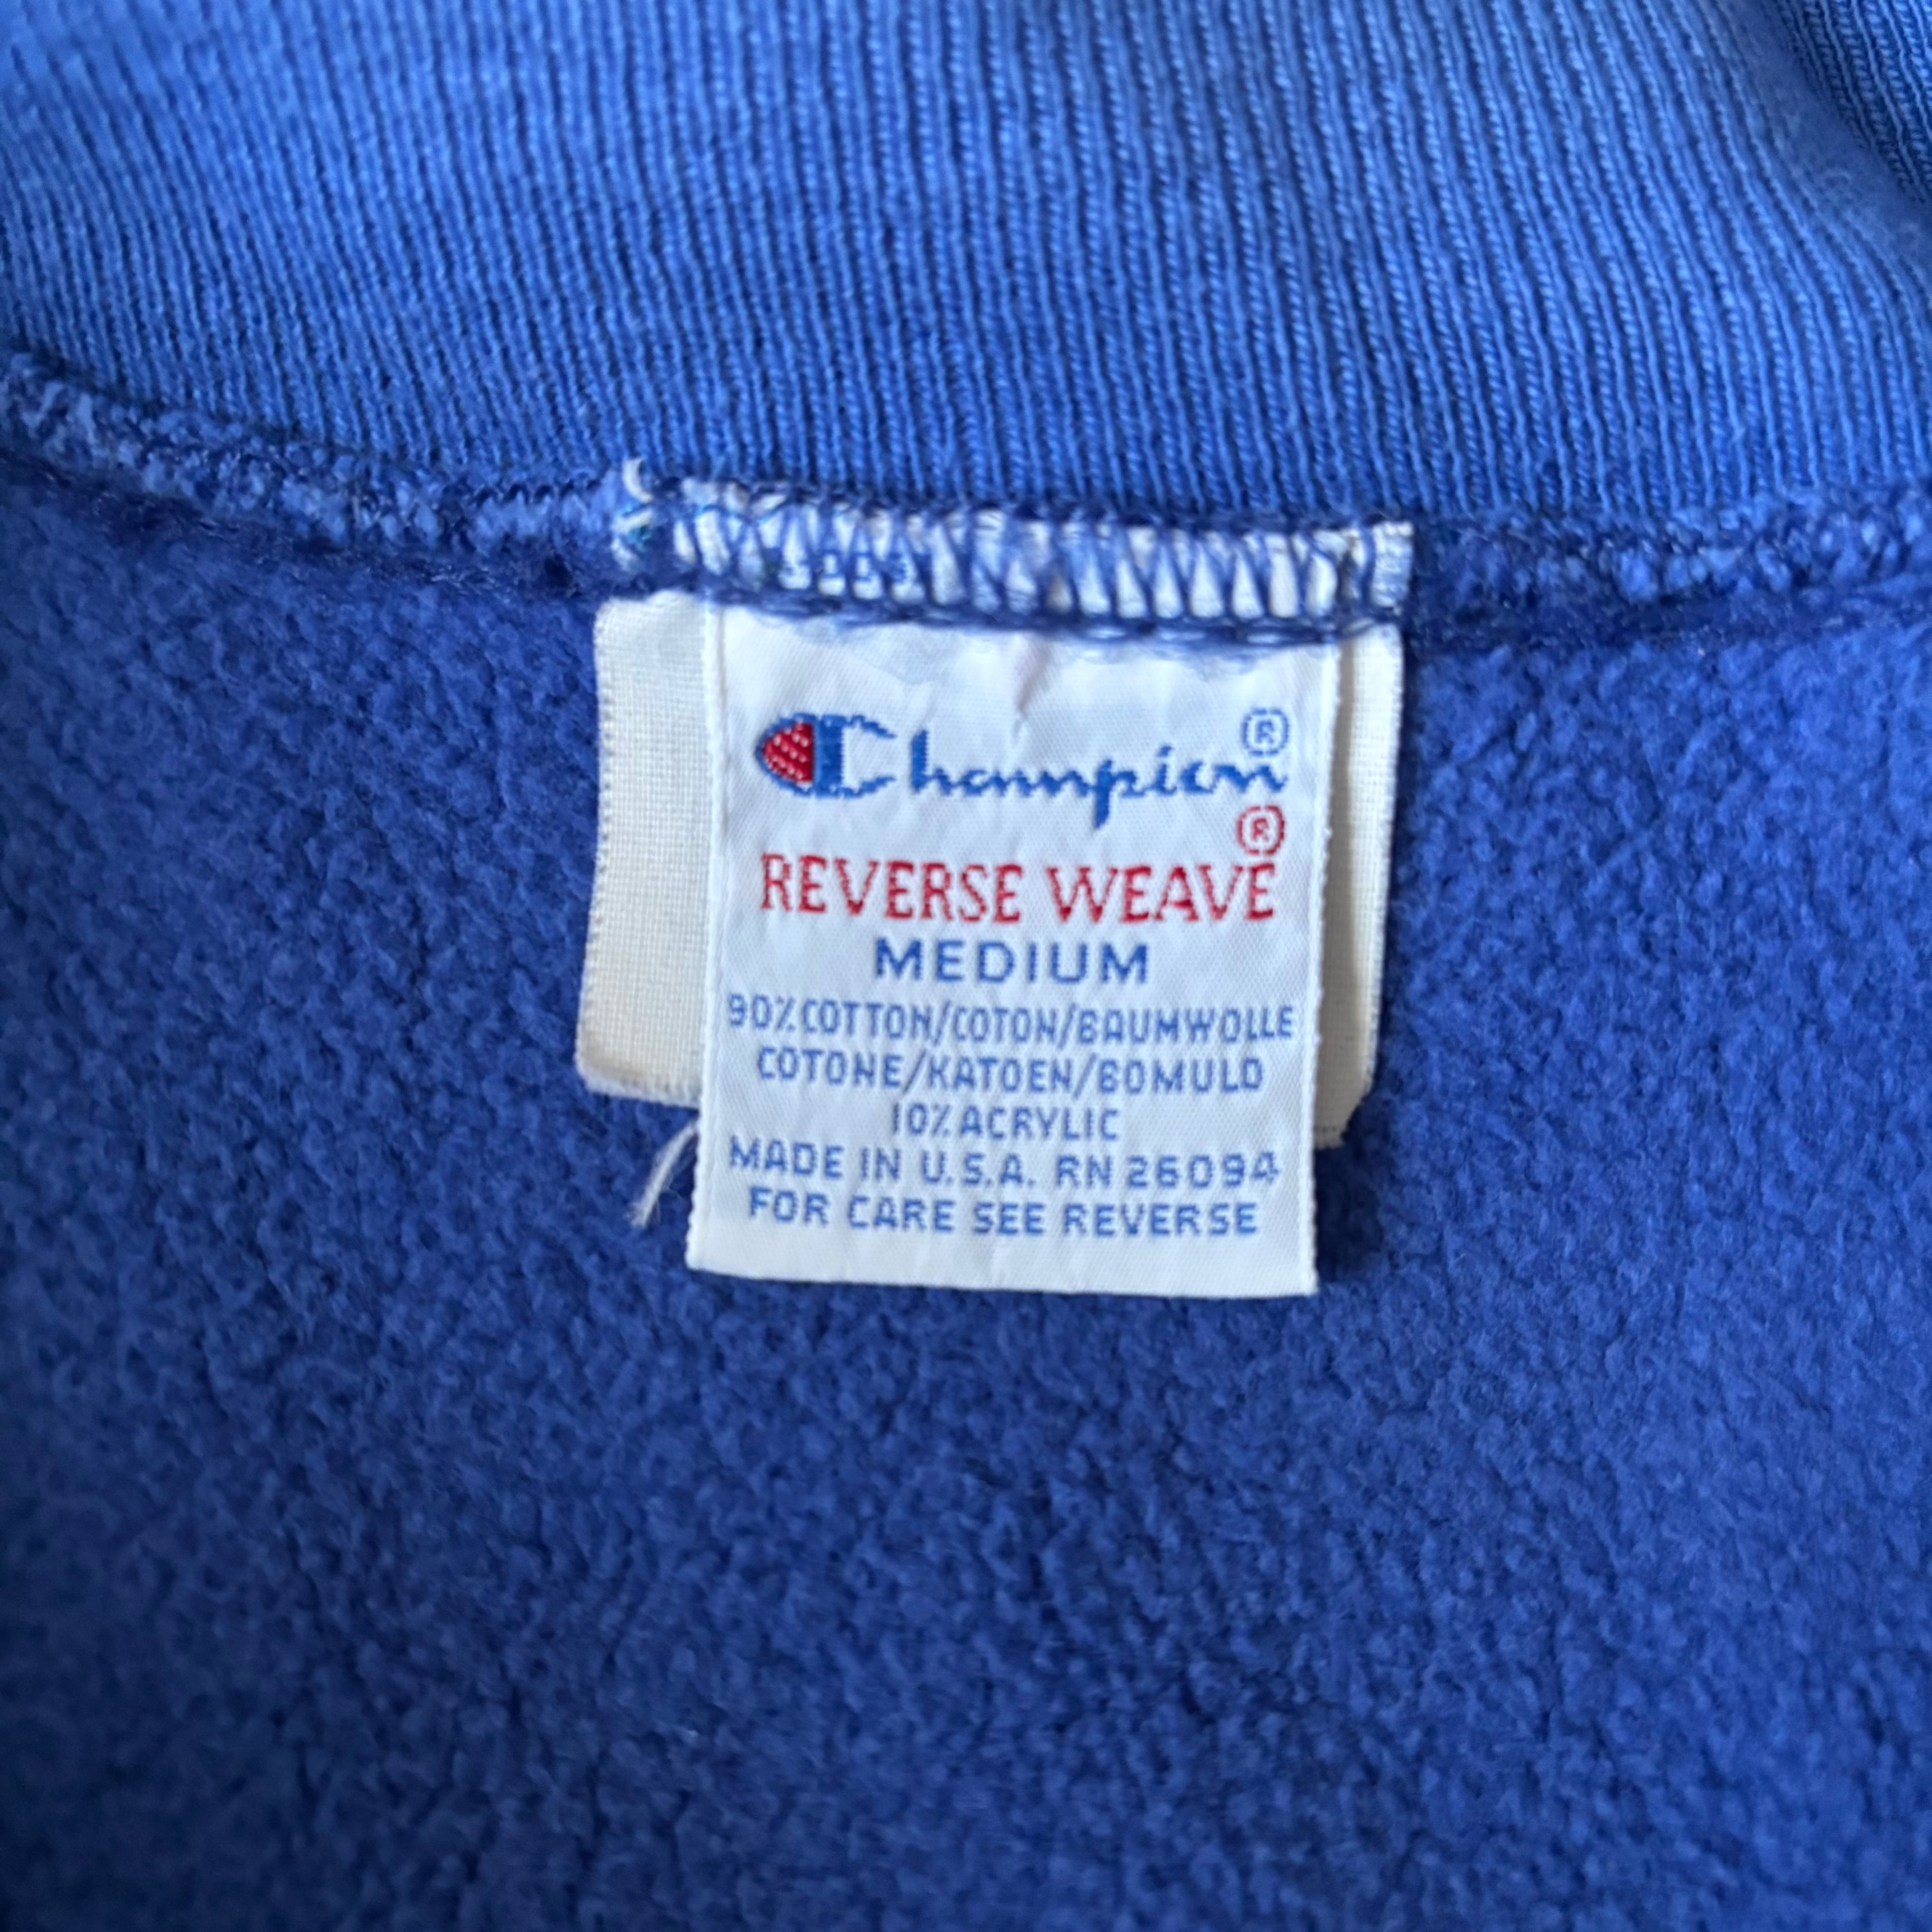 Champion®
REVERSE WEAVE®
MEDIUM
90% COTTON/COTON/BAUMWOLLE
COTONE/KATOEN/BOMULD
10% ACRYLIC
MADE IN U.S.A. RN 26094
FOR CARE SEE REVERSE